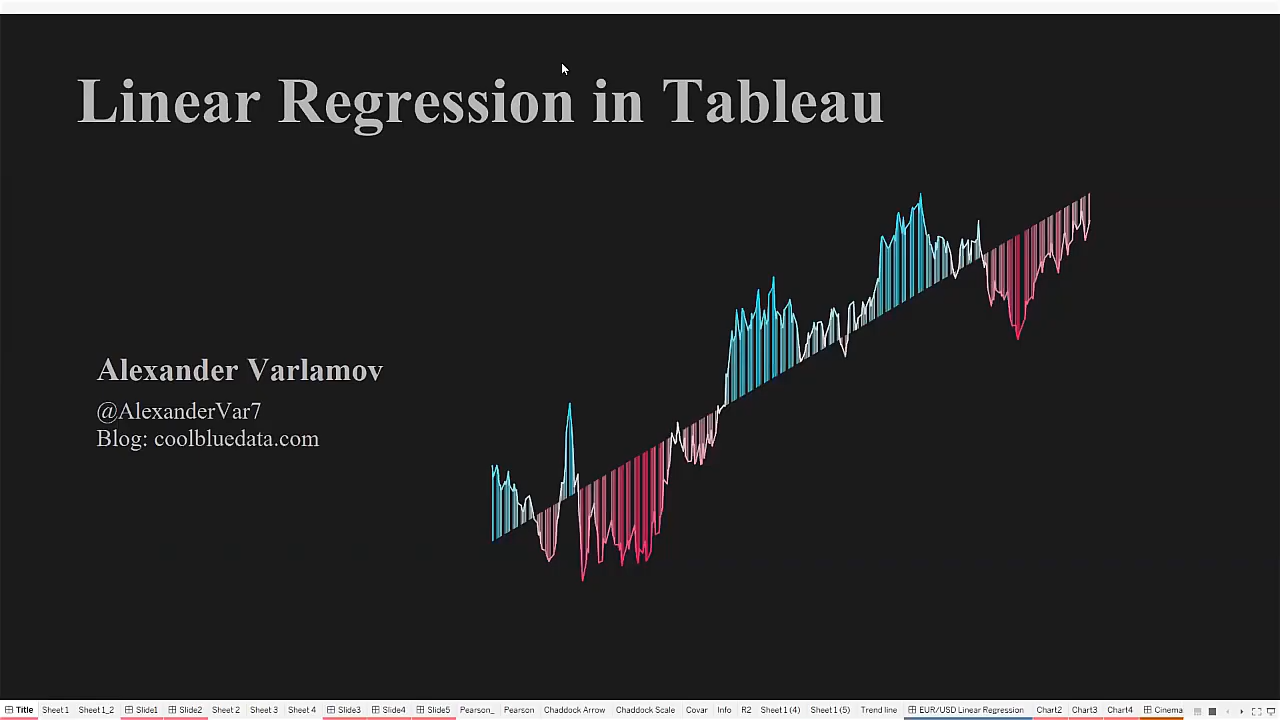 Linear Regression in Tableau
Alexander Varlamov
@AlexanderVar7
Blog: coolbluedata.com
Title Sheet 1 Sheet 1_2 Slide1 Slide2 Sheet 2 Sheet 3 Sheet 4 Slide3 Slide4 Slide5 Pearson_ Pearson Chaddock Arrow Chaddock Scale Covar Info R2 Sheet 1 (4) Sheet 1 (5) Trend line EUR/USD Linear Regression Chart2 Chart3 Chart4 Cinema